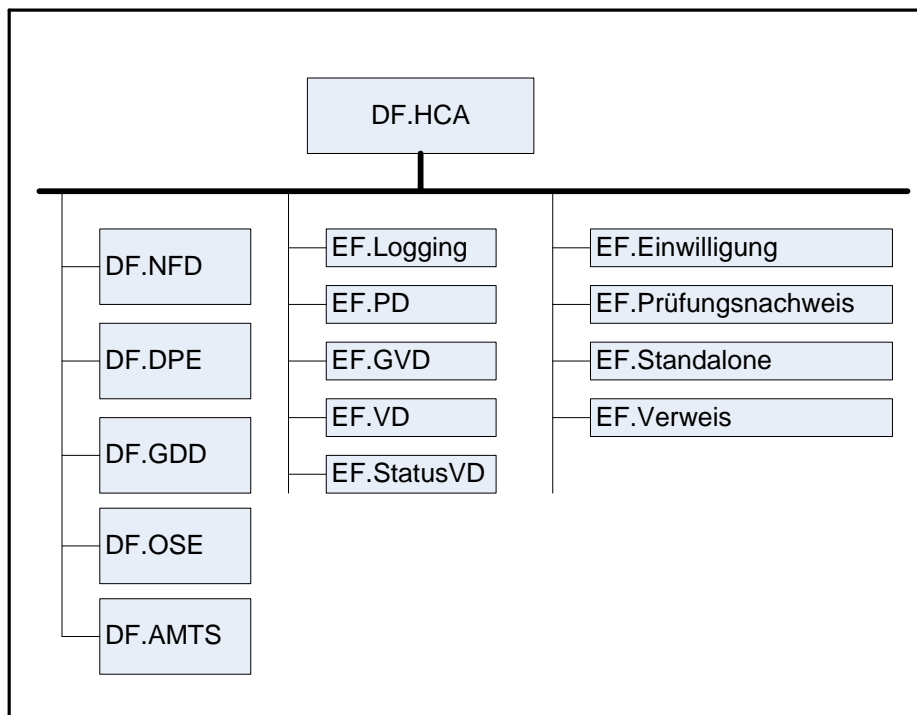 DF.HCA
DF.NFD
DF.DPE
DF.GDD
DF.OSE
DF.AMTS
EF.Logging
EF.PD
EF.GVD
EF.VD
EF.StatusVD
EF.Einwilligung
EF.Prüfungsnachweis
EF.Standalone
EF.Verweis